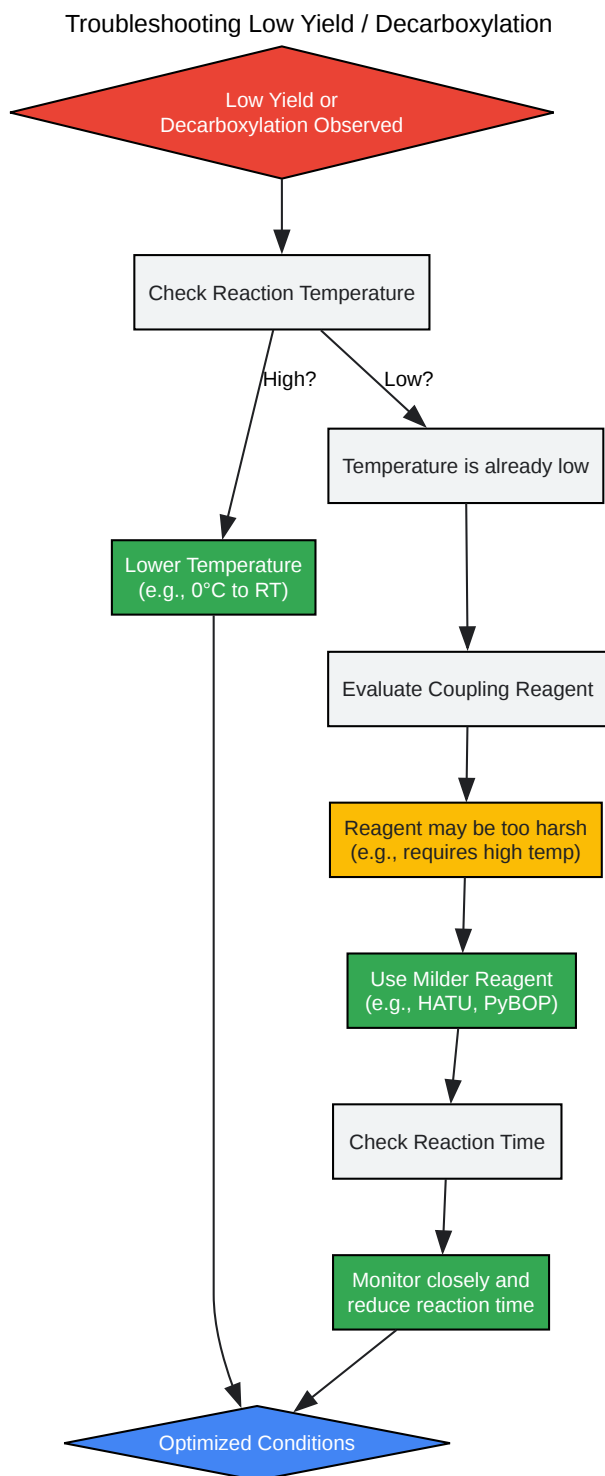 Troubleshooting Low Yield / Decarboxylation
Low Yield or
Decarboxylation Observed
Check Reaction Temperature
High?
Low?
Temperature is already low
Lower Temperature
(e.g., 0°C to RT)
Evaluate Coupling Reagent
Reagent may be too harsh
(e.g., requires high temp)
Use Milder Reagent
(e.g., HATU, PyBOP)
Check Reaction Time
Monitor closely and
reduce reaction time
Optimized Conditions